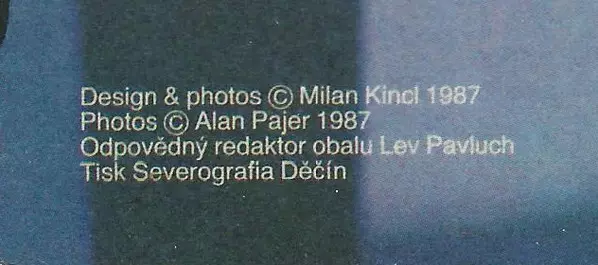 Design & photos © Milan Kincl 1987
Photos © Alan Pajer 1987
Odpovědný redaktor obalu Lev Pavluch
Tisk Severografia Děčín